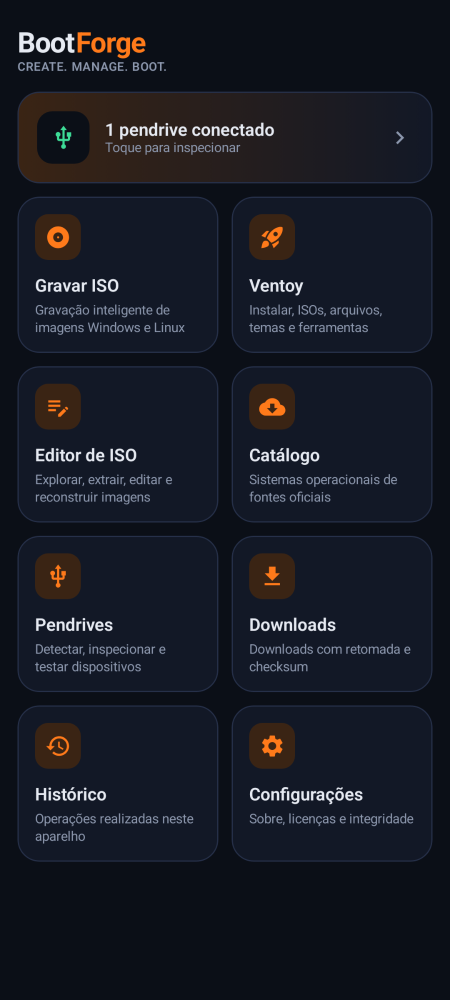 BootForge
CREATE. MANAGE. BOOT.
1 pendrive conectado
Toque para inspecionar
Gravar ISO
Gravação inteligente de
imagens Windows e Linux
Ventoy
Instalar, ISOs, arquivos,
temas e ferramentas
Editor de ISO
Explorar, extrair, editar e
reconstruir imagens
Catálogo
Sistemas operacionais de
fontes oficiais
Pendrives
Detectar, inspecionar e
testar dispositivos
Downloads
Downloads com retomada e
checksum
Histórico
Operações realizadas neste
aparelho
Configurações
Sobre, licenças e integridade